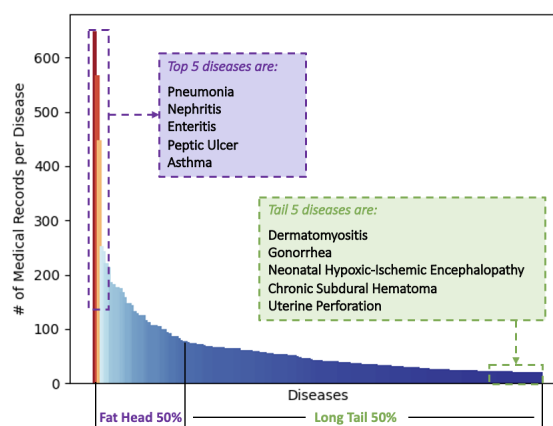 600
500
400
300
200
100
0
# of Medical Records per Disease
Top 5 diseases are:
Pneumonia
Nephritis
Enteritis
Peptic Ulcer
Asthma
Tail 5 diseases are:
Dermatomyositis
Gonorrhea
Neonatal Hypoxic-Ischemic Encephalopathy
Chronic Subdural Hematoma
Uterine Perforation
Diseases
Fat Head 50%
Long Tail 50%